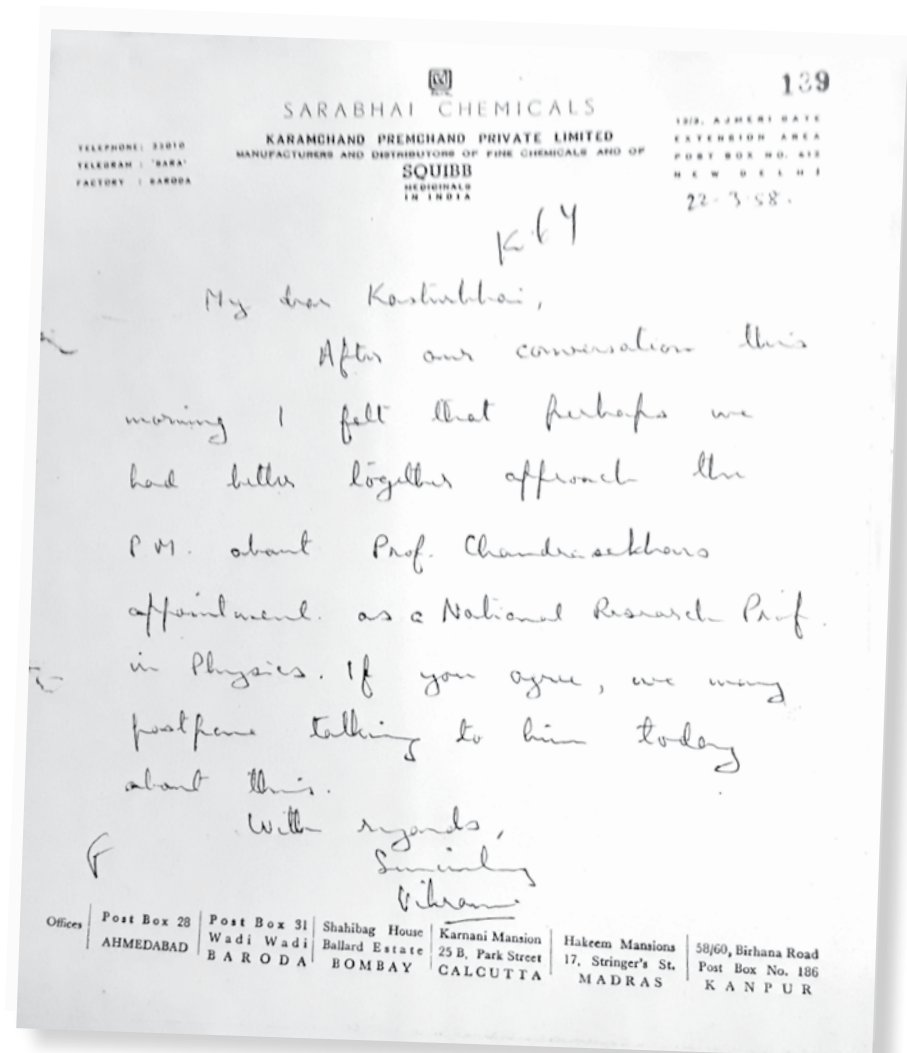 139
SARABHAI CHEMICALS
KARAMCHAND PREMCHAND PRIVATE LIMITED
MANUFACTURERS AND DISTRIBUTORS OF FINE CHEMICALS AND OF
SQUIBB
MEDICINALS
IN INDIA
TELEPHONE: 23010
TELEGRAM : 'SARA'
FACTORY : BARODA
AJMERI GATE
EXTENSION AREA
POST BOX NO.
NEW DELHI
22-3-58.
My dear Kasturbhai,
After our conversation this
morning I felt that perhaps we
had better together approach the
P.M. about Prof. Chandrasekhars
appointment. as a National Research Prof.
in Physics. If you agree, we may
postpone talking to him today
about this.
With regards,
Sincerely
Vikram
Offices
Post Box 28
AHMEDABAD
Post Box 31
Wadi Wadi
BARODA
Shahibag House
Ballard Estate
BOMBAY
Karnani Mansion
25 B, Park Street
CALCUTTA
Hakeem Mansions
17, Stringer's St.
MADRAS
58/60, Birhana Road
Post Box No. 186
KANPUR